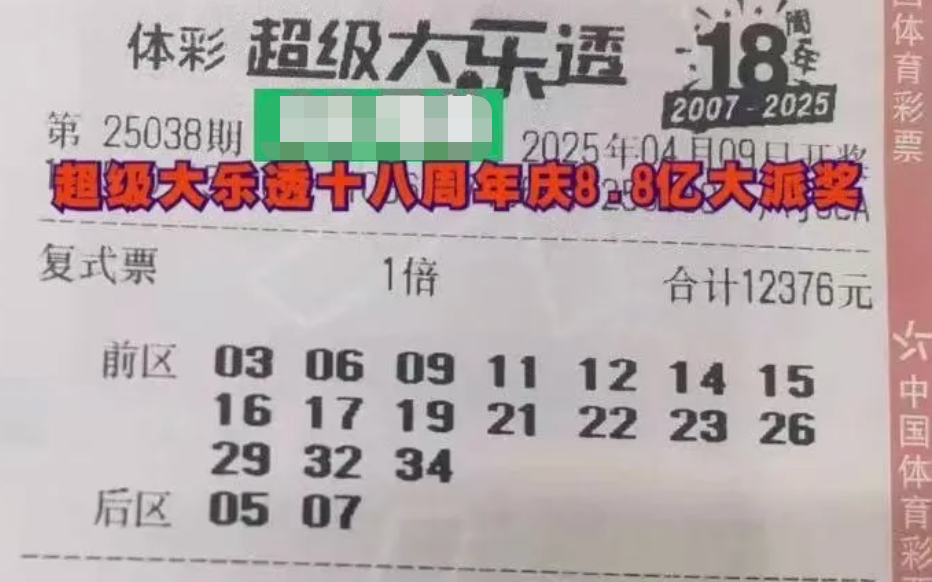 体彩 超级大乐透 18周年
2007-2025
第 25038期 2025年04月09日开奖
超级大乐透十八周年庆8.8亿大派奖
复式票 1倍 合计12376元
前区 03 06 09 11 12 14 15
16 17 19 21 22 23 26
29 32 34
后区 05 07
体育彩票
中国体育彩